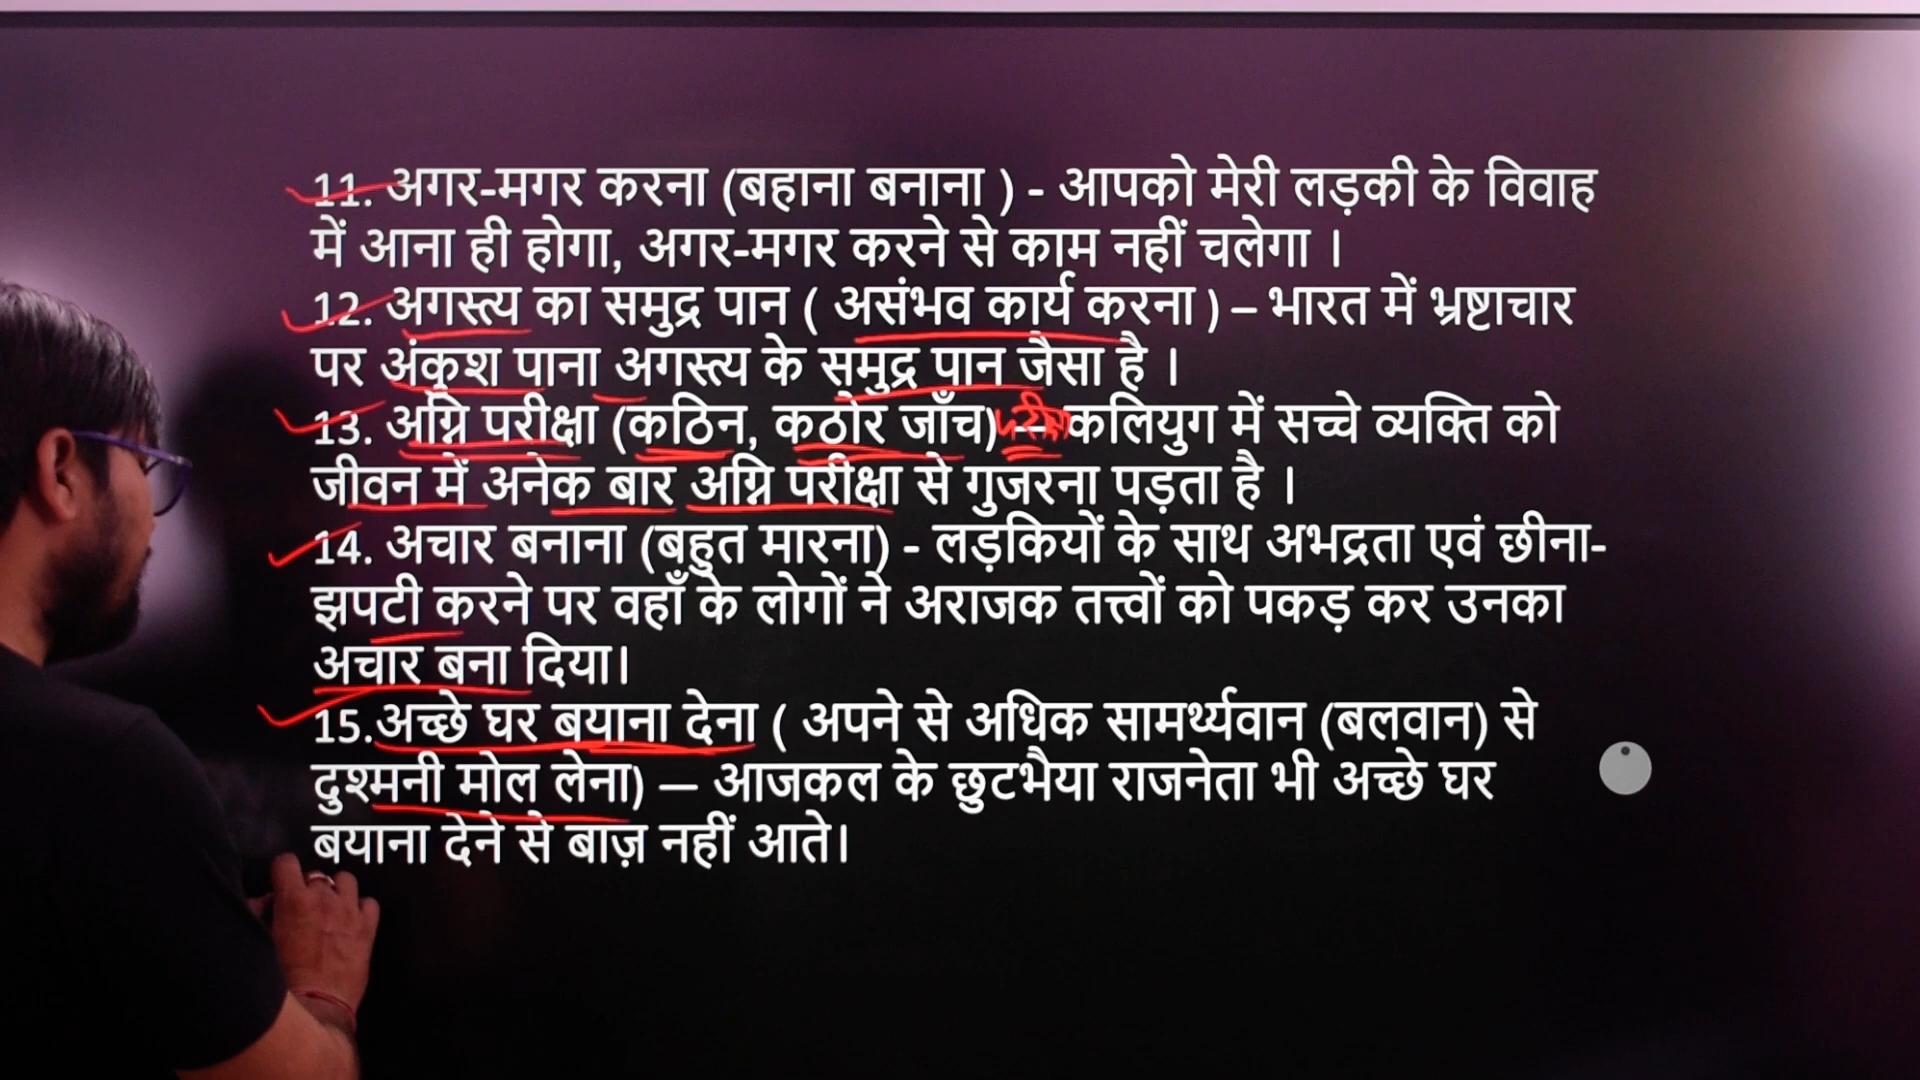 11. अगर-मगर करना (बहाना बनाना ) - आपको मेरी लड़की के विवाह
में आना ही होगा, अगर-मगर करने से काम नहीं चलेगा ।
12. अगस्त्य का समुद्र पान ( असंभव कार्य करना ) – भारत में भ्रष्टाचार
पर अंकुश पाना अगस्त्य के समुद्र पान जैसा है ।
13. अग्नि परीक्षा (कठिन, कठोर जाँच) – कलियुग में सच्चे व्यक्ति को
जीवन में अनेक बार अग्नि परीक्षा से गुजरना पड़ता है ।
14. अचार बनाना (बहुत मारना) - लड़कियों के साथ अभद्रता एवं छीना-
झपटी करने पर वहाँ के लोगों ने अराजक तत्त्वों को पकड़ कर उनका
अचार बना दिया।
15.अच्छे घर बयाना देना ( अपने से अधिक सामर्थ्यवान (बलवान) से
दुश्मनी मोल लेना) — आजकल के छुटभैया राजनेता भी अच्छे घर
बयाना देने से बाज़ नहीं आते।